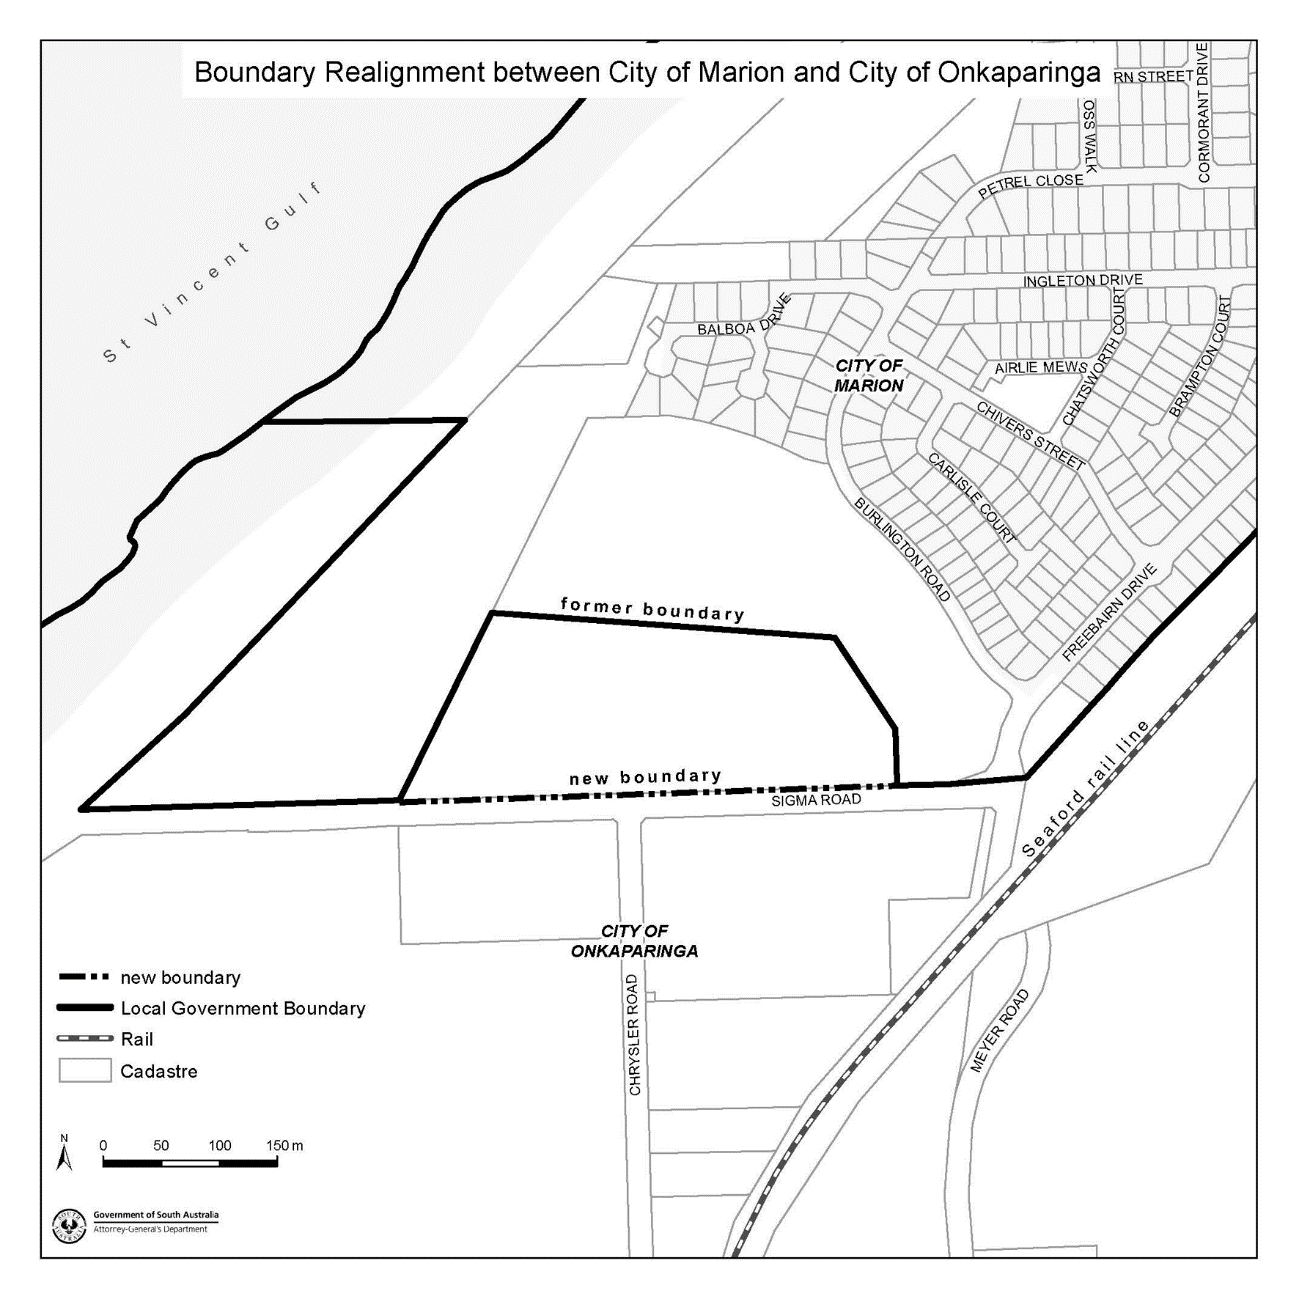 Boundary Realignment between City of Marion and City of Onkaparinga
RN STREET
CORMORANT DRIVE
OSS WALK
PETREL CLOSE
St Vincent Gulf
INGLETON DRIVE
BALBOA DRIVE
CITY OF
MARION
AIRLIE MEWS
CHATSWORTH COURT
BRAMPTON COURT
CHIVERS STREET
CARLISLE COURT
BURLINGTON ROAD
FREEBAIRN DRIVE
former boundary
new boundary
SIGMA ROAD
Seaford rail line
CITY OF
ONKAPARINGA
CHRYSLER ROAD
MEYER ROAD
new boundary
Local Government Boundary
Rail
Cadastre
N
0 50 100 150 m
SOUTH
AUSTRALIA
Government of South Australia
Attorney-General's Department